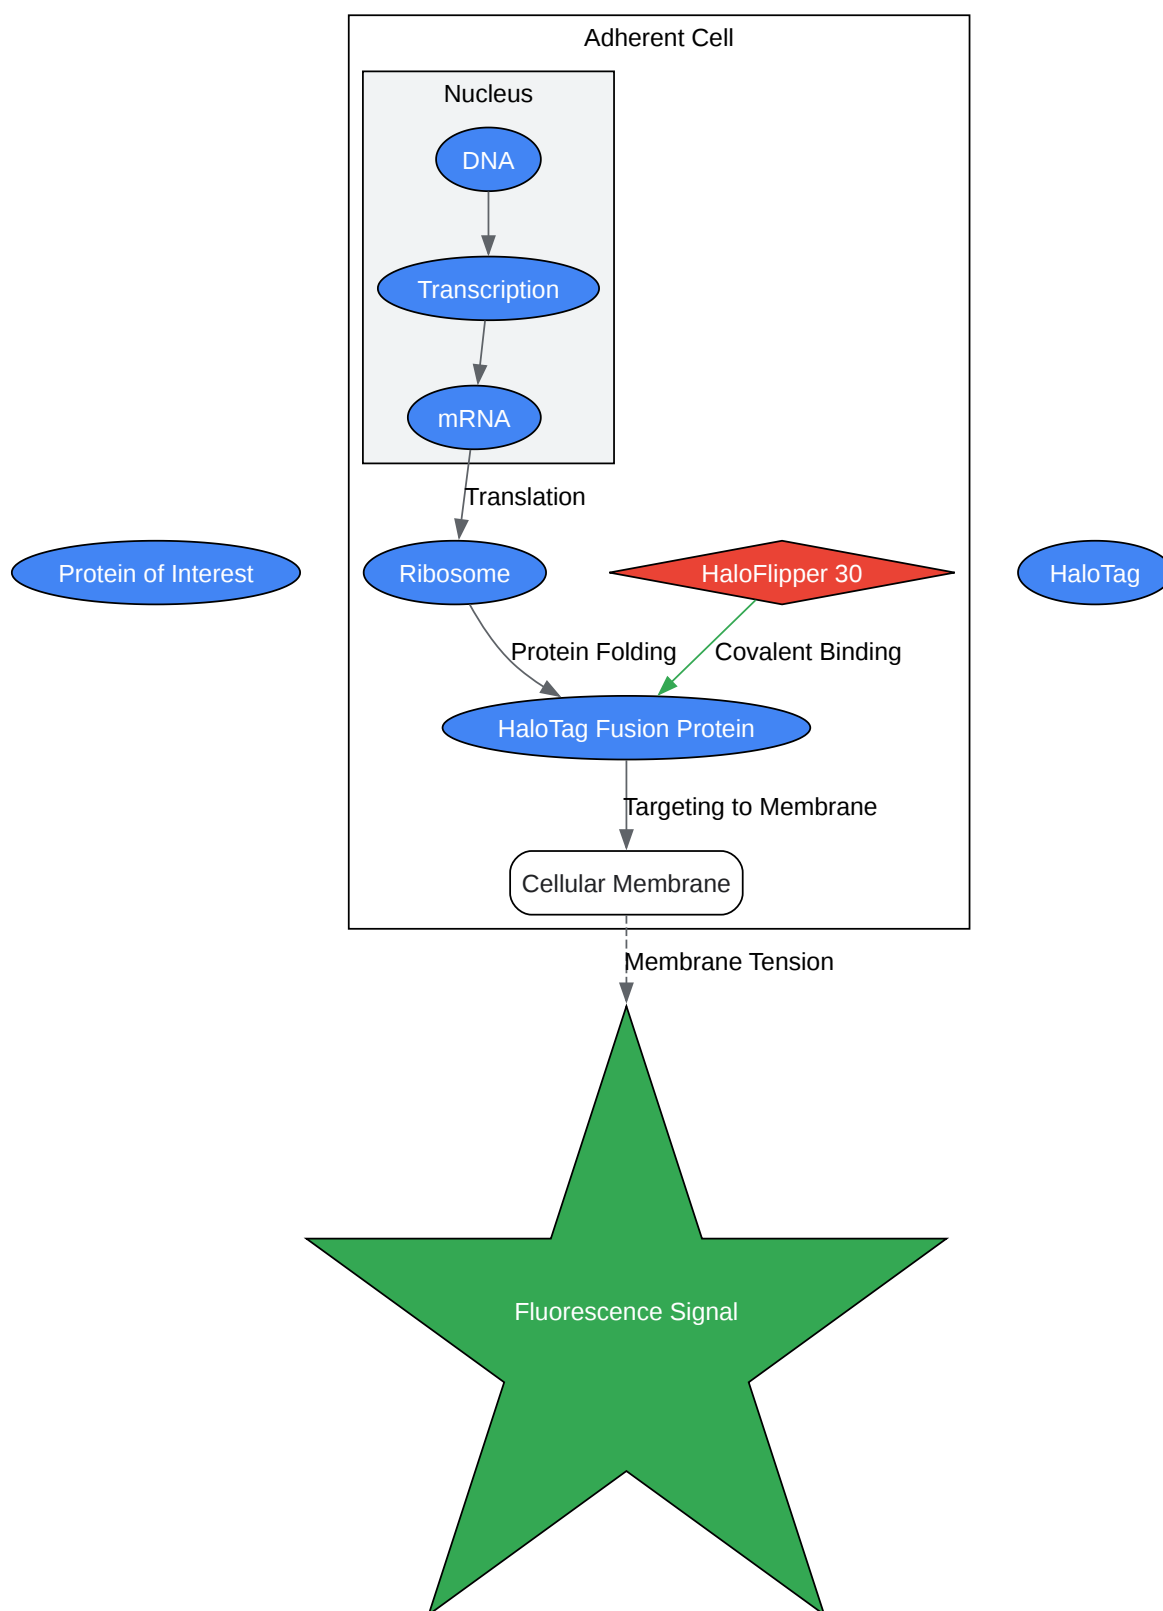 Adherent Cell
Nucleus
DNA
Transcription
mRNA
Translation
Protein of Interest
Ribosome
HaloFlipper 30
HaloTag
Protein Folding
Covalent Binding
HaloTag Fusion Protein
Targeting to Membrane
Cellular Membrane
Membrane Tension
Fluorescence Signal